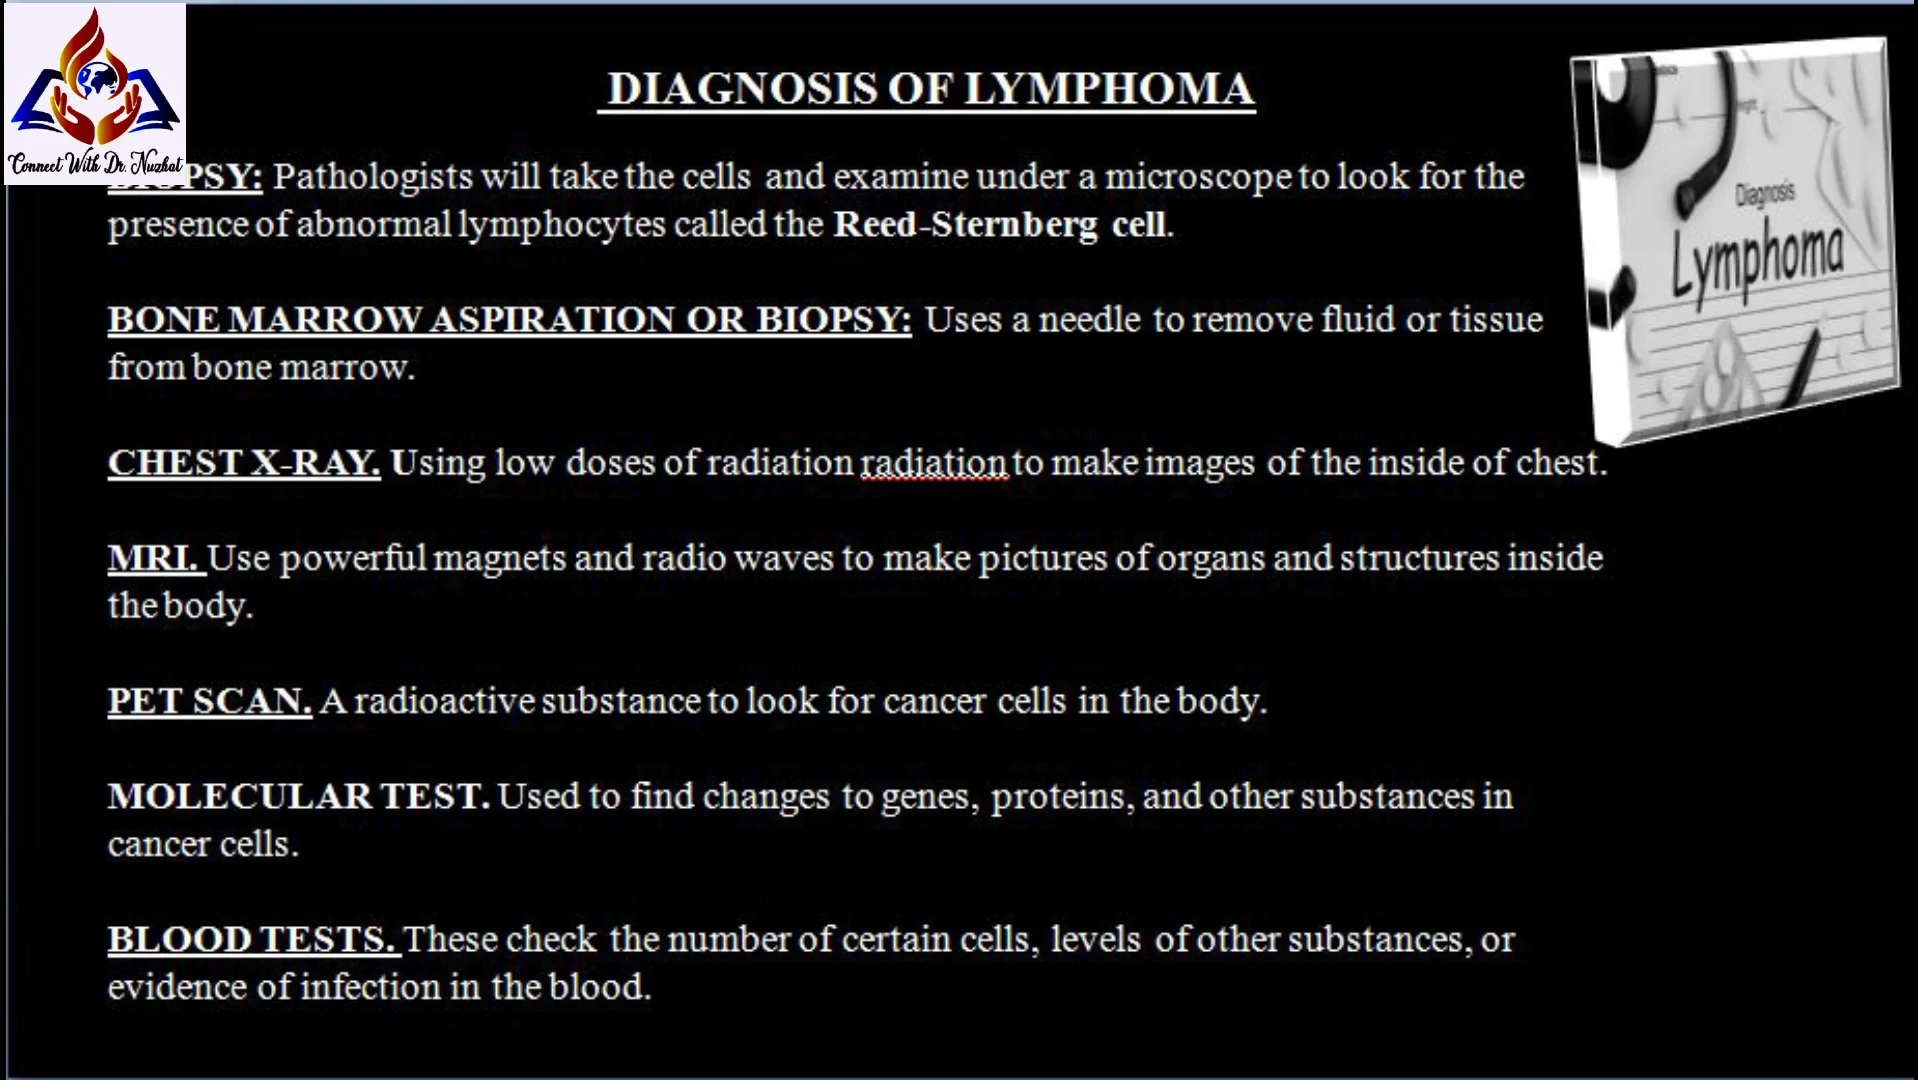 Connect With Dr. Nuzhat
DIAGNOSIS OF LYMPHOMA
BIOPSY: Pathologists will take the cells and examine under a microscope to look for the
presence of abnormal lymphocytes called the Reed-Sternberg cell.
BONE MARROW ASPIRATION OR BIOPSY: Uses a needle to remove fluid or tissue
from bone marrow.
CHEST X-RAY. Using low doses of radiation radiation to make images of the inside of chest.
MRI. Use powerful magnets and radio waves to make pictures of organs and structures inside
the body.
PET SCAN. A radioactive substance to look for cancer cells in the body.
MOLECULAR TEST. Used to find changes to genes, proteins, and other substances in
cancer cells.
BLOOD TESTS. These check the number of certain cells, levels of other substances, or
evidence of infection in the blood.
Diagnosis
Lymphoma